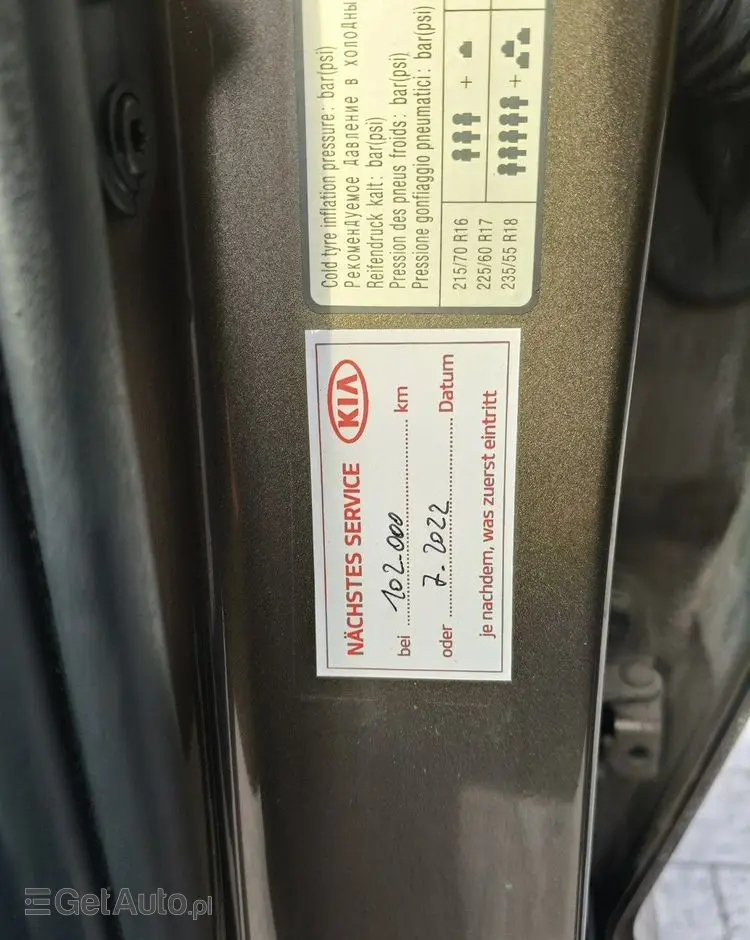 Cold tyre inflation pressure: bar(psi)
Рекомендуемое давление в холодны
Reifendruck kalt: bar(psi)
Pression des pneus froids: bar(psi)
Pressione gonfiaggio pneumatici: bar(psi)
215/70 R16
225/60 R17
235/55 R18
+
+
NÄCHSTES SERVICE KIA
bei 102.000 km
oder 7.2022 Datum
je nachdem, was zuerst eintritt
GetAuto.pl